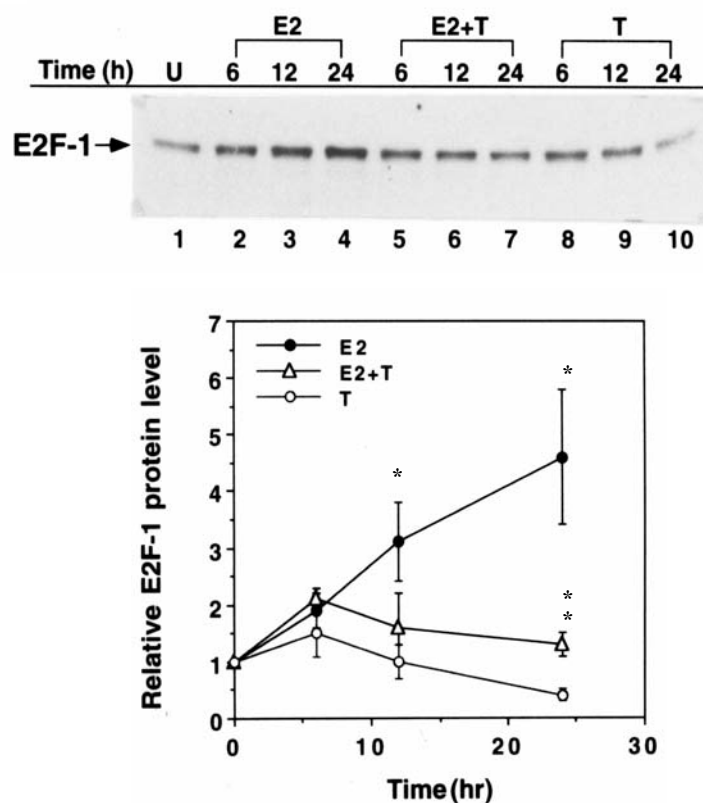 E2 E2+T T
Time (h) U 6 12 24 6 12 24 6 12 24
E2F-1
1 2 3 4 5 6 7 8 9 10
7
6
5
4
3
2
1
0
E2
E2+T
T
*
*
*
*
Relative E2F-1 protein level
0 10 20 30
Time (hr)